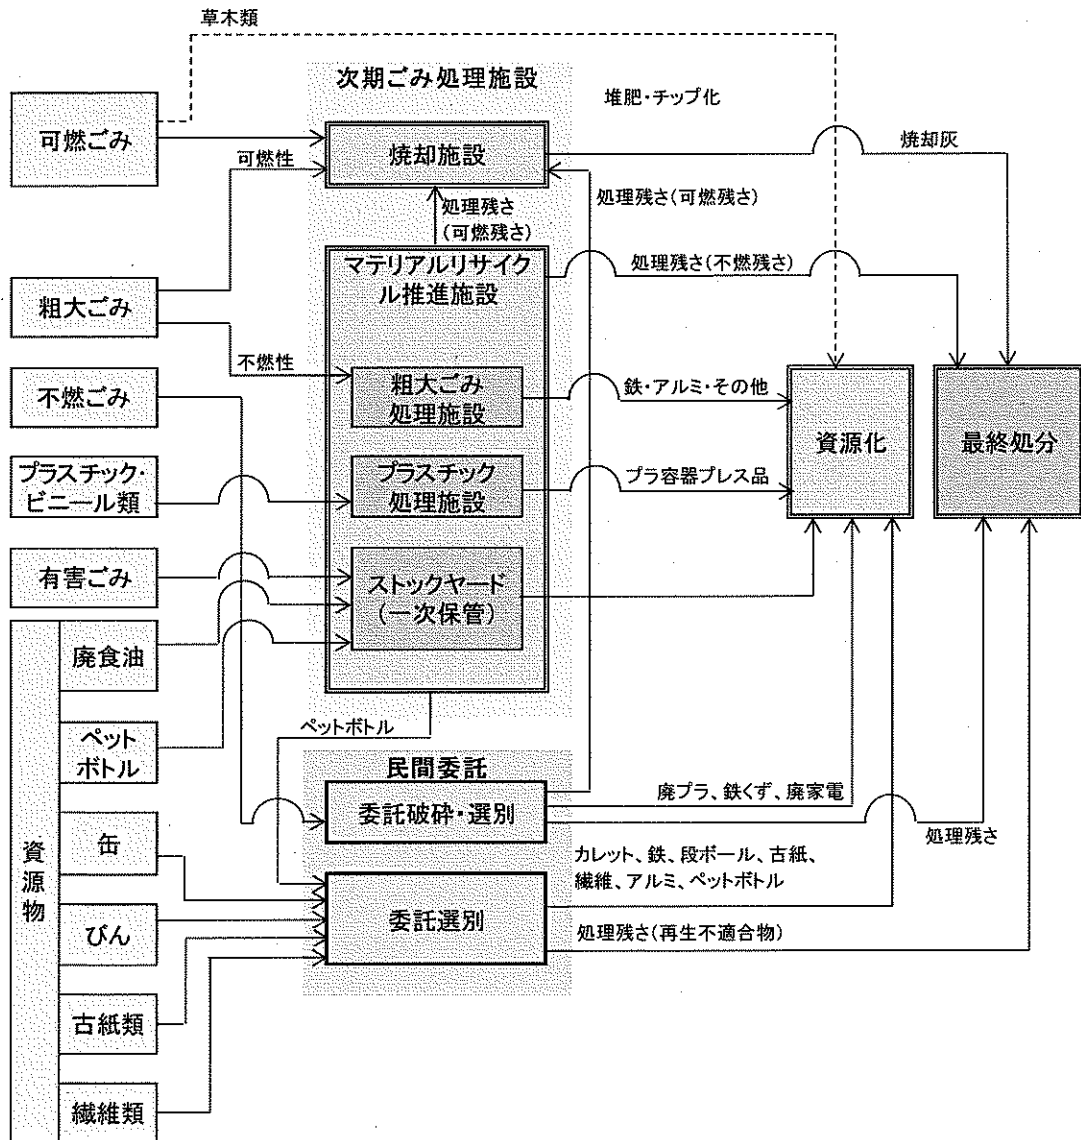 草木類
次期ごみ処理施設
堆肥・チップ化
可燃ごみ
焼却施設
焼却灰
可燃性
処理残さ
(可燃残さ)
処理残さ(可燃残さ)
マテリアルリサイク
ル推進施設
処理残さ(不燃残さ)
粗大ごみ
不燃性
不燃ごみ
粗大ごみ
処理施設
鉄・アルミ・その他
資源化
最終処分
プラスチック・
ビニール類
プラスチック
処理施設
プラ容器プレス品
有害ごみ
ストックヤード
(一次保管)
資源物
廃食油
ペット
ボトル
ペットボトル
民間委託
委託破砕・選別
廃プラ、鉄くず、廃家電
処理残さ
缶
カレット、鉄、段ボール、古紙、
繊維、アルミ、ペットボトル
委託選別
びん
処理残さ(再生不適合物)
古紙類
繊維類